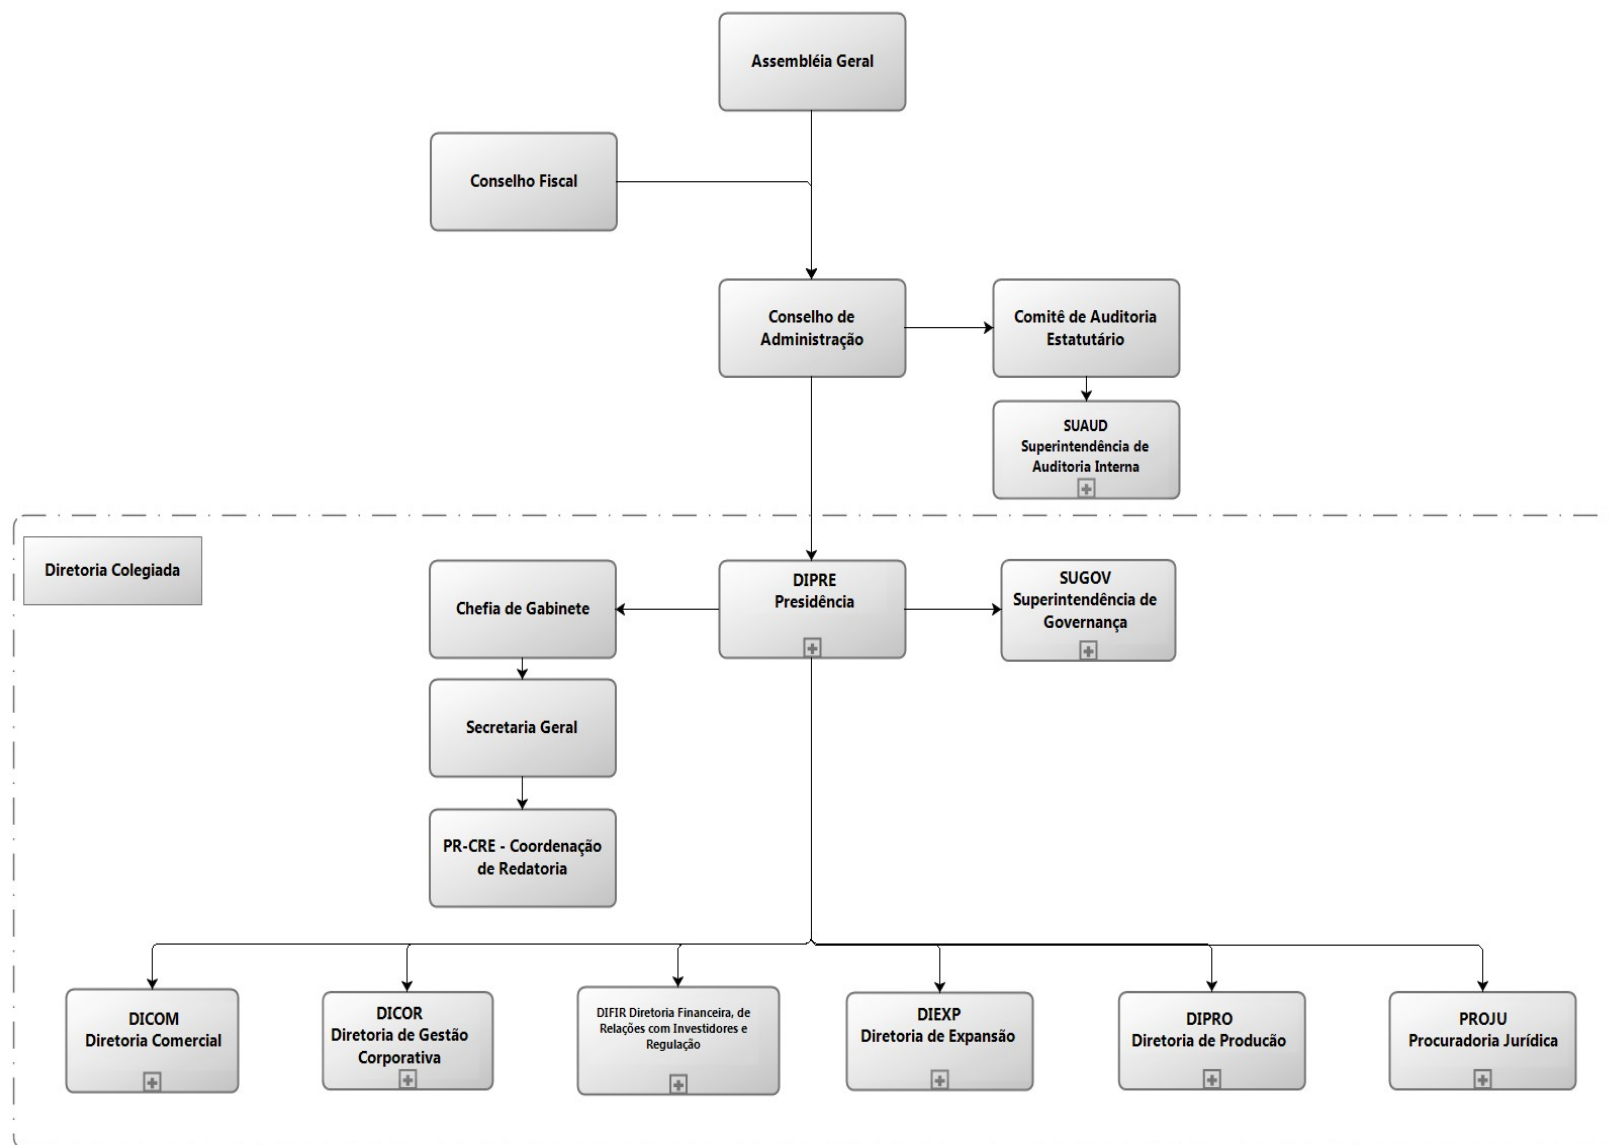 Assembléia Geral
Conselho Fiscal
Conselho de
Administração
Comitê de Auditoria
Estatutário
SUAUD
Superintendência de
Auditoria Interna
Diretoria Colegiada
Chefia de Gabinete
DIPRE
Presidência
SUGOV
Superintendência de
Governança
Secretaria Geral
PR-CRE - Coordenação
de Redatoria
DICOM
Diretoria Comercial
DICOR
Diretoria de Gestão
Corporativa
DIFIR Diretoria Financeira, de
Relações com Investidores e
Regulação
DIEXP
Diretoria de Expansão
DIPRO
Diretoria de Producão
PROJU
Procuradoria Jurídica